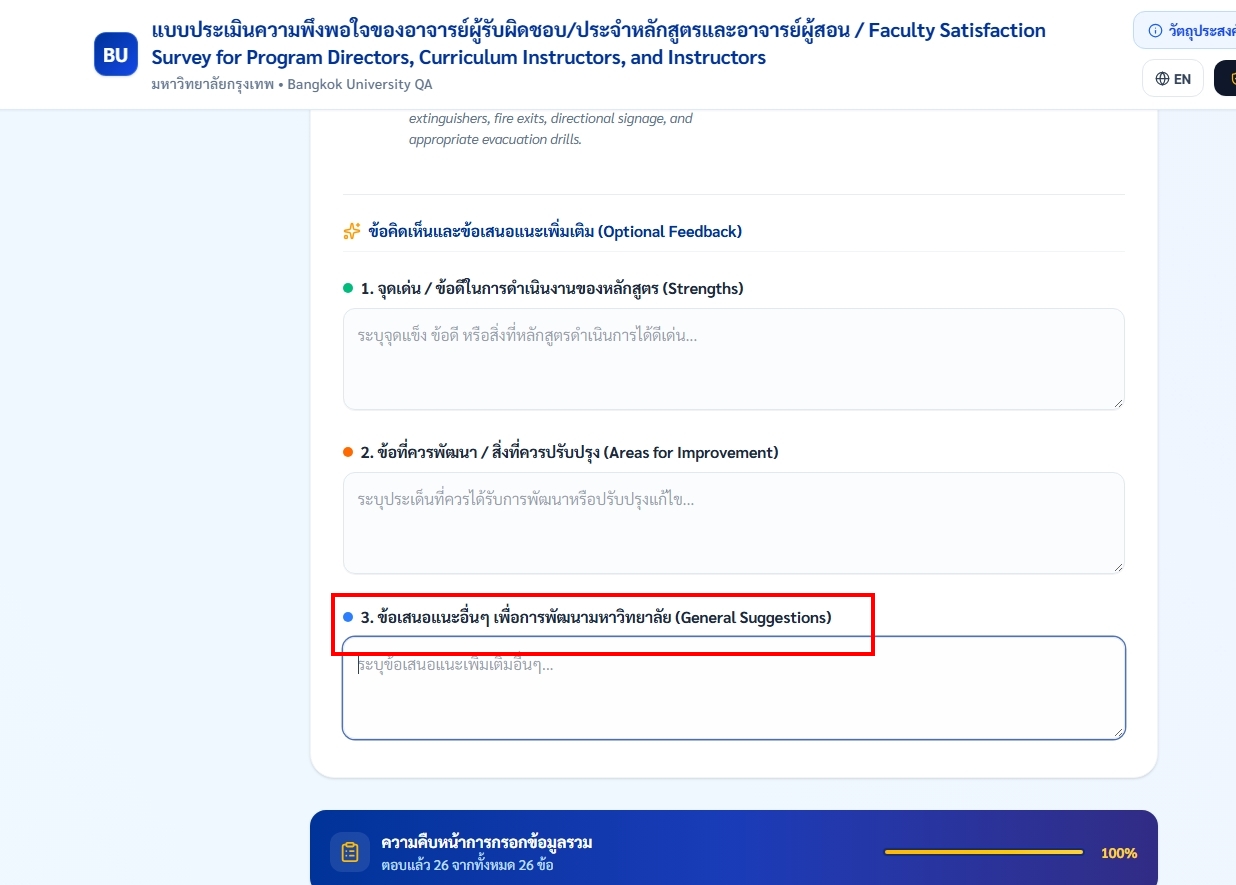 BU
แบบประเมินความพึงพอใจของอาจารย์ผู้รับผิดชอบ/ประจำหลักสูตรและอาจารย์ผู้สอน / Faculty Satisfaction
Survey for Program Directors, Curriculum Instructors, and Instructors
มหาวิทยาลัยกรุงเทพ • Bangkok University QA
EN
extinguishers, fire exits, directional signage, and
appropriate evacuation drills.
ข้อคิดเห็นและข้อเสนอแนะเพิ่มเติม (Optional Feedback)
1. จุดเด่น / ข้อดีในการดำเนินงานของหลักสูตร (Strengths)
ระบุจุดแข็ง ข้อดี หรือสิ่งที่หลักสูตรดำเนินการได้ดีเด่น...
2. ข้อที่ควรพัฒนา / สิ่งที่ควรปรับปรุง (Areas for Improvement)
ระบุประเด็นที่ควรได้รับการพัฒนาหรือปรับปรุงแก้ไข...
3. ข้อเสนอแนะอื่นๆ เพื่อการพัฒนามหาวิทยาลัย (General Suggestions)
ระบุข้อเสนอแนะเพิ่มเติมอื่นๆ...
ความคืบหน้าการกรอกข้อมูลรวม
ตอบแล้ว 26 จากทั้งหมด 26 ข้อ
100%